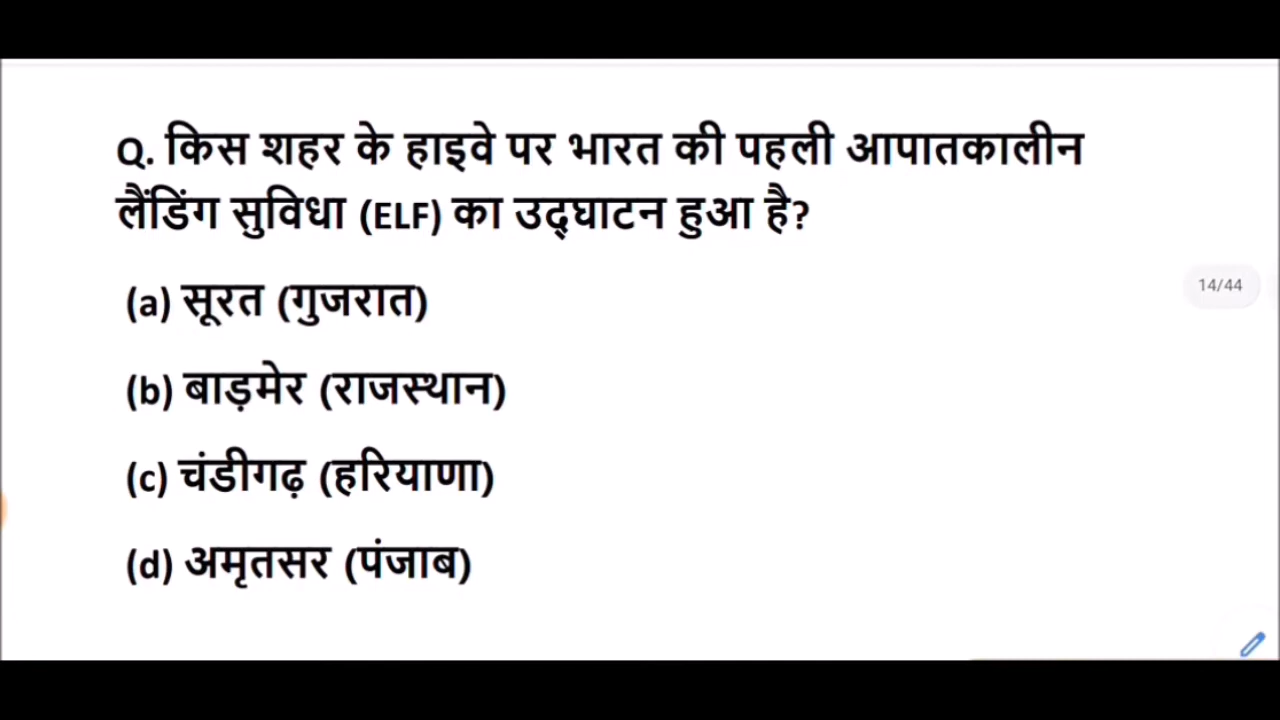 Q. किस शहर के हाइवे पर भारत की पहली आपातकालीन
लैंडिंग सुविधा (ELF) का उद्घाटन हुआ है?
(a) सूरत (गुजरात)
14/44
(b) बाड़मेर (राजस्थान)
(c) चंडीगढ़ (हरियाणा)
(d) अमृतसर (पंजाब)